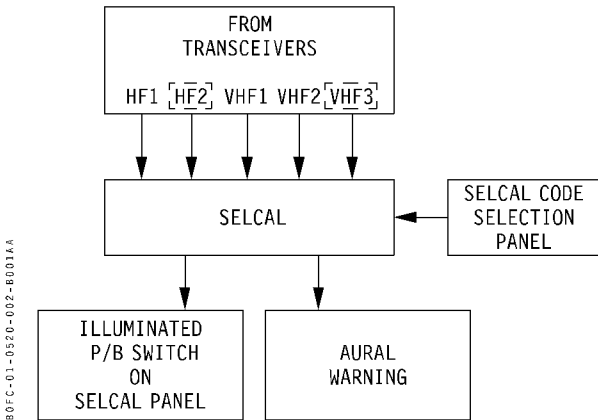 FROM
TRANSCEIVERS
HF1 HF2 VHF1 VHF2 VHF3
SELCAL
SELCAL CODE
SELECTION
PANEL
ILLUMINATED
P/B SWITCH
ON
SELCAL PANEL
AURAL
WARNING
B0FC-01-0520-002-B001AA